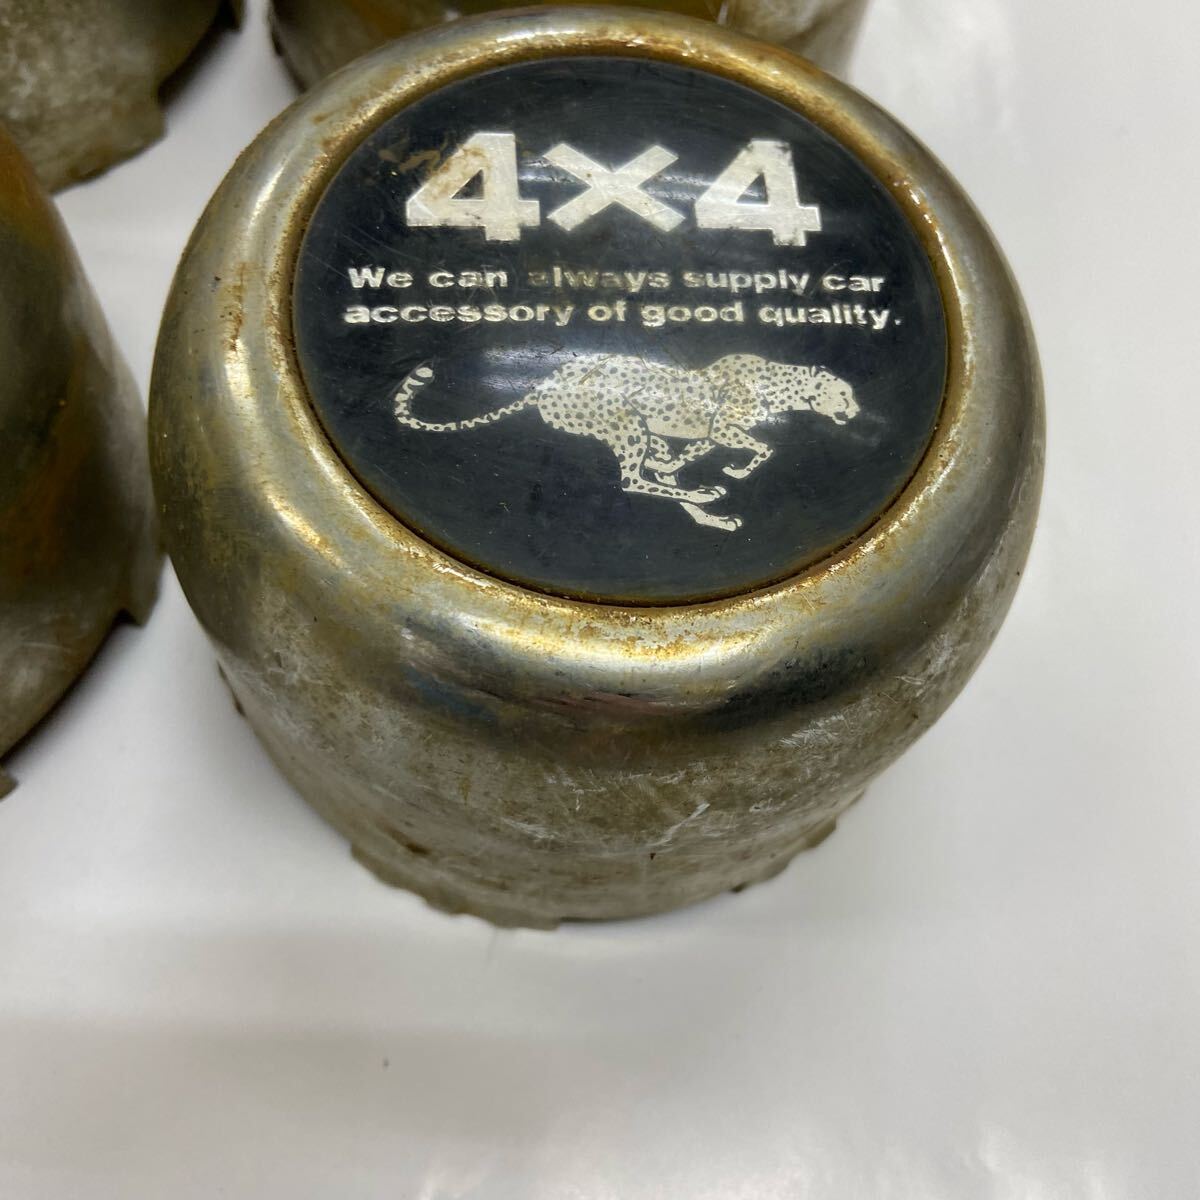 4×4
We can always supply car
accessory of good quality.